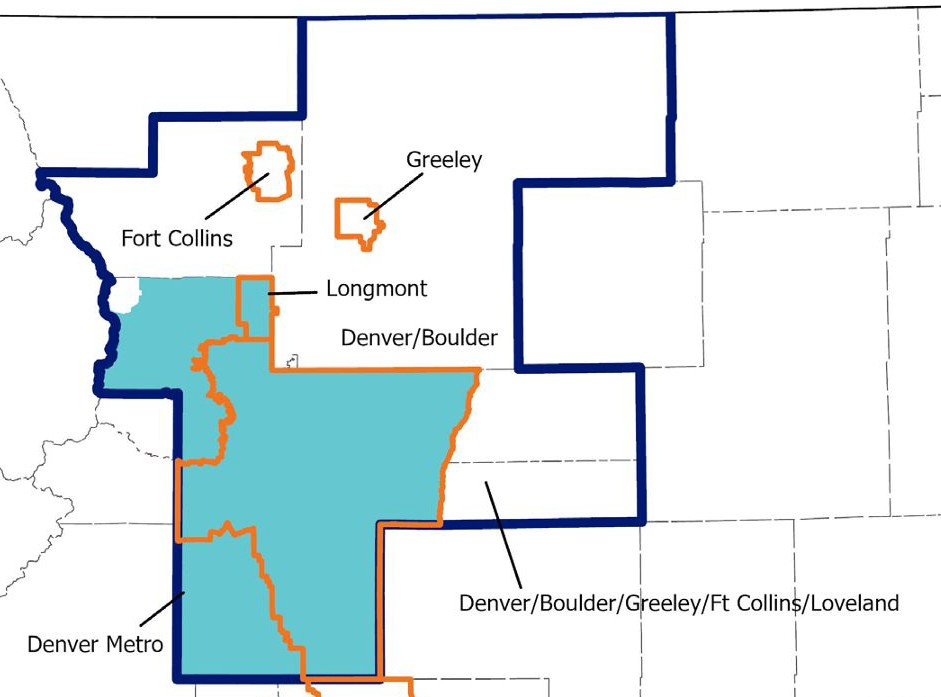 Greeley
Fort Collins
Longmont
Denver/Boulder
Denver/Boulder/Greeley/Ft Collins/Loveland
Denver Metro